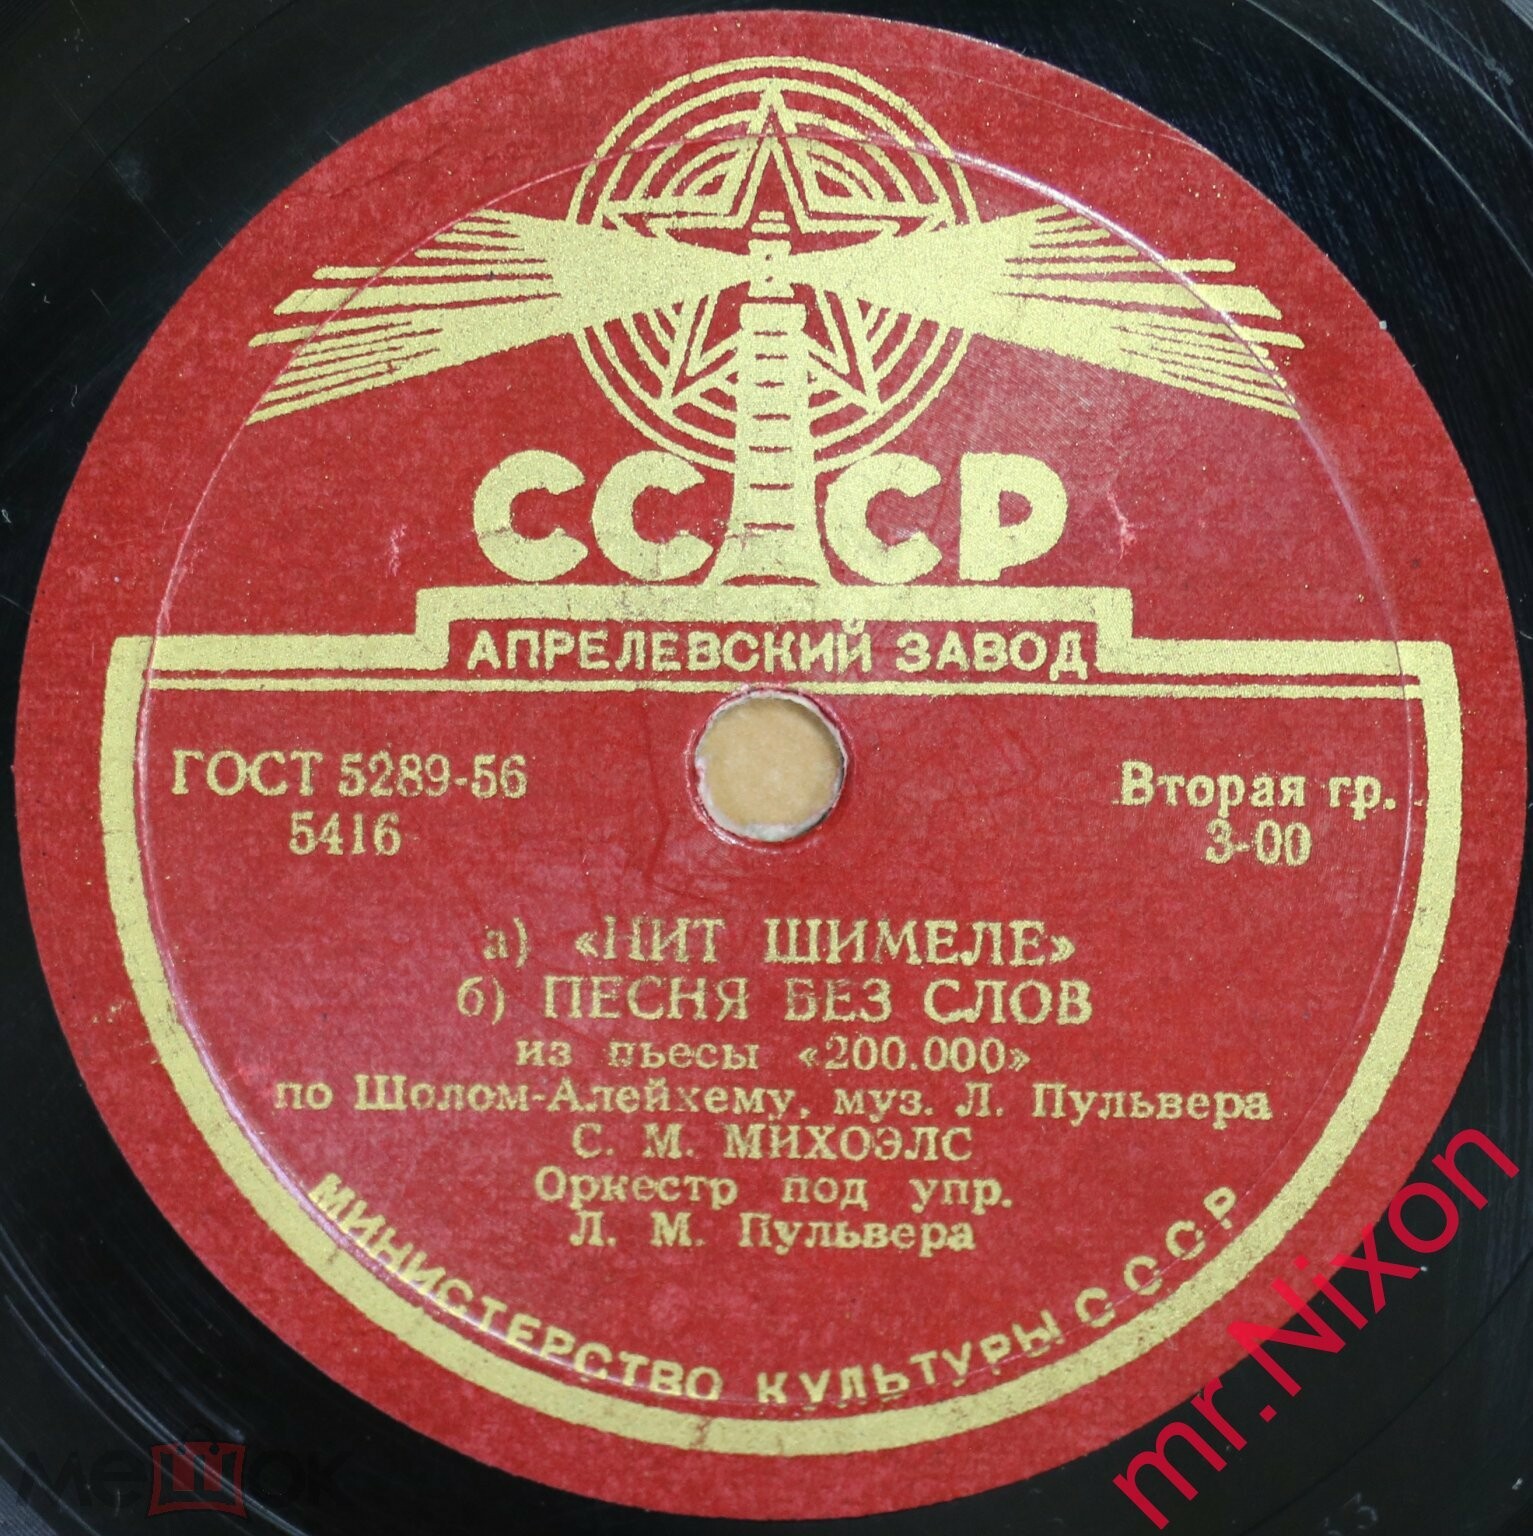 СССР
АПРЕЛЕВСКИЙ ЗАВОД
ГОСТ 5289-56
5416
Вторая гр.
3-00
а) «НИТ ШИМЕЛЕ»
б) ПЕСНЯ БЕЗ СЛОВ
из пьесы «200.000»
по Шолом-Алейхему, муз. Л. Пульвера
С. М. МИХОЭЛС
Оркестр под упр.
Л. М. Пульвера
МИНИСТЕРСТВО КУЛЬТУРЫ СССР
mr.Nixon
мешок